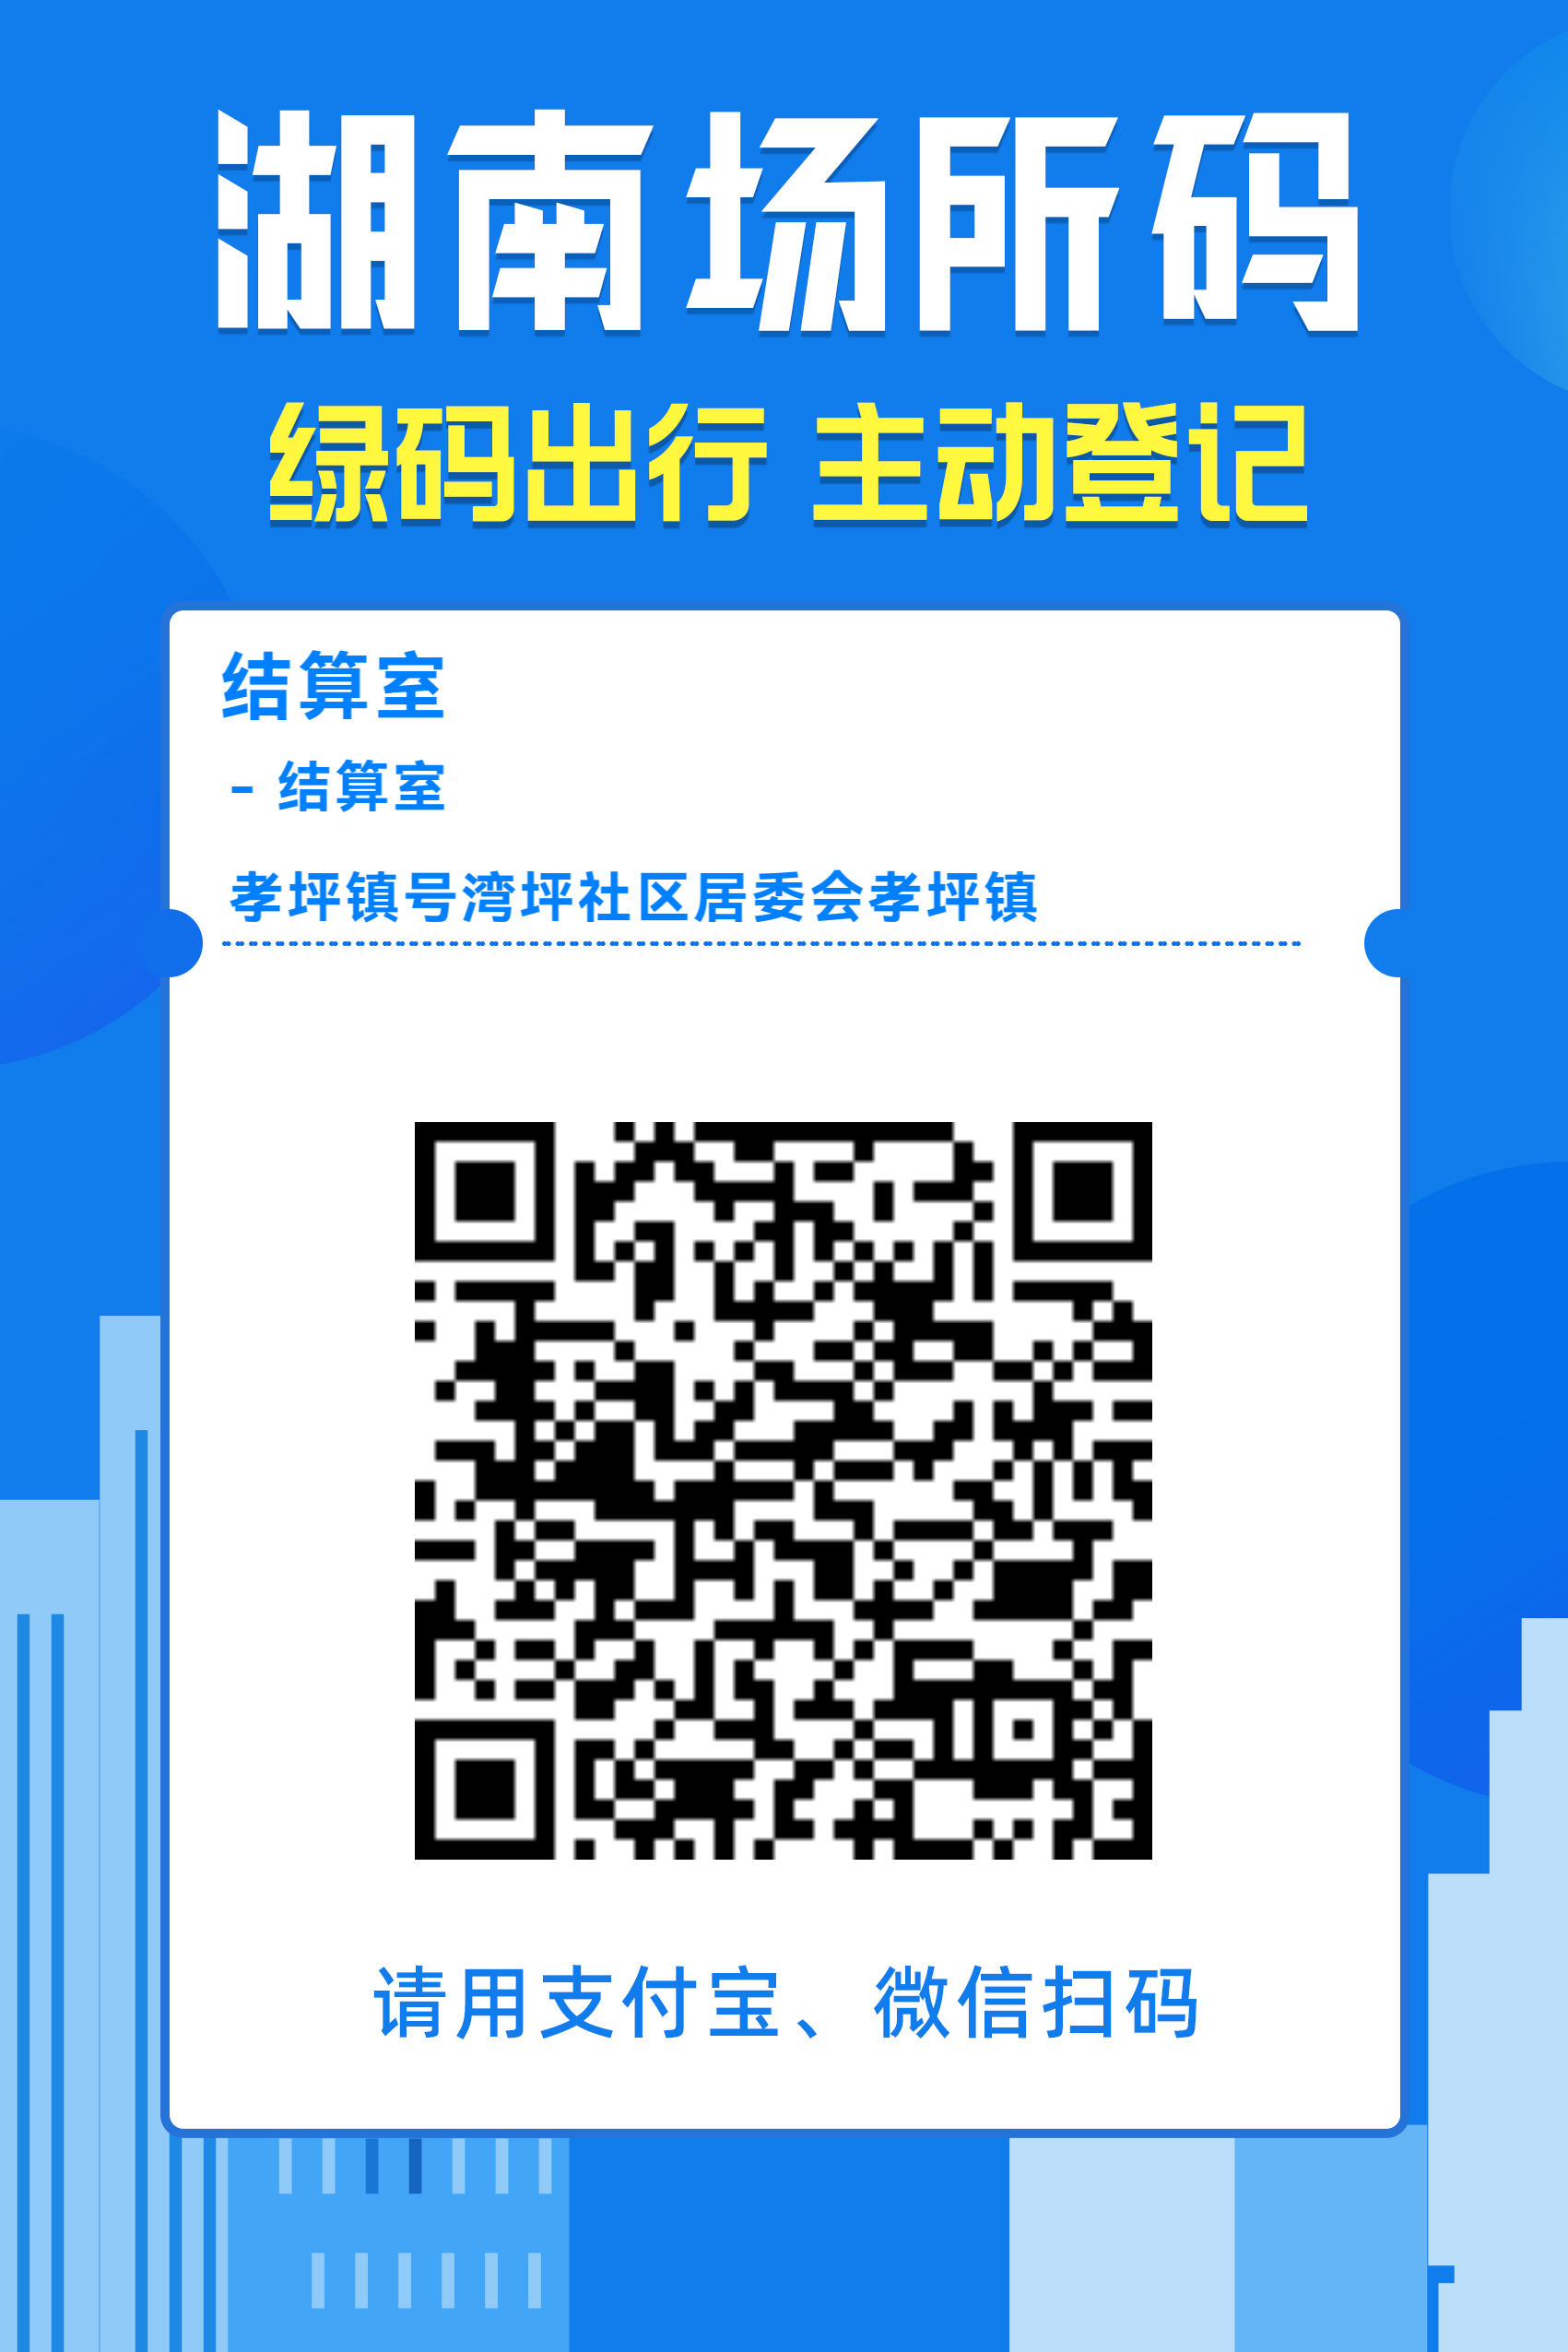 湖南场所码
绿码出行 主动登记
结算室
- 结算室
孝坪镇号湾坪社区居委会孝坪镇
请用支付宝、微信扫码